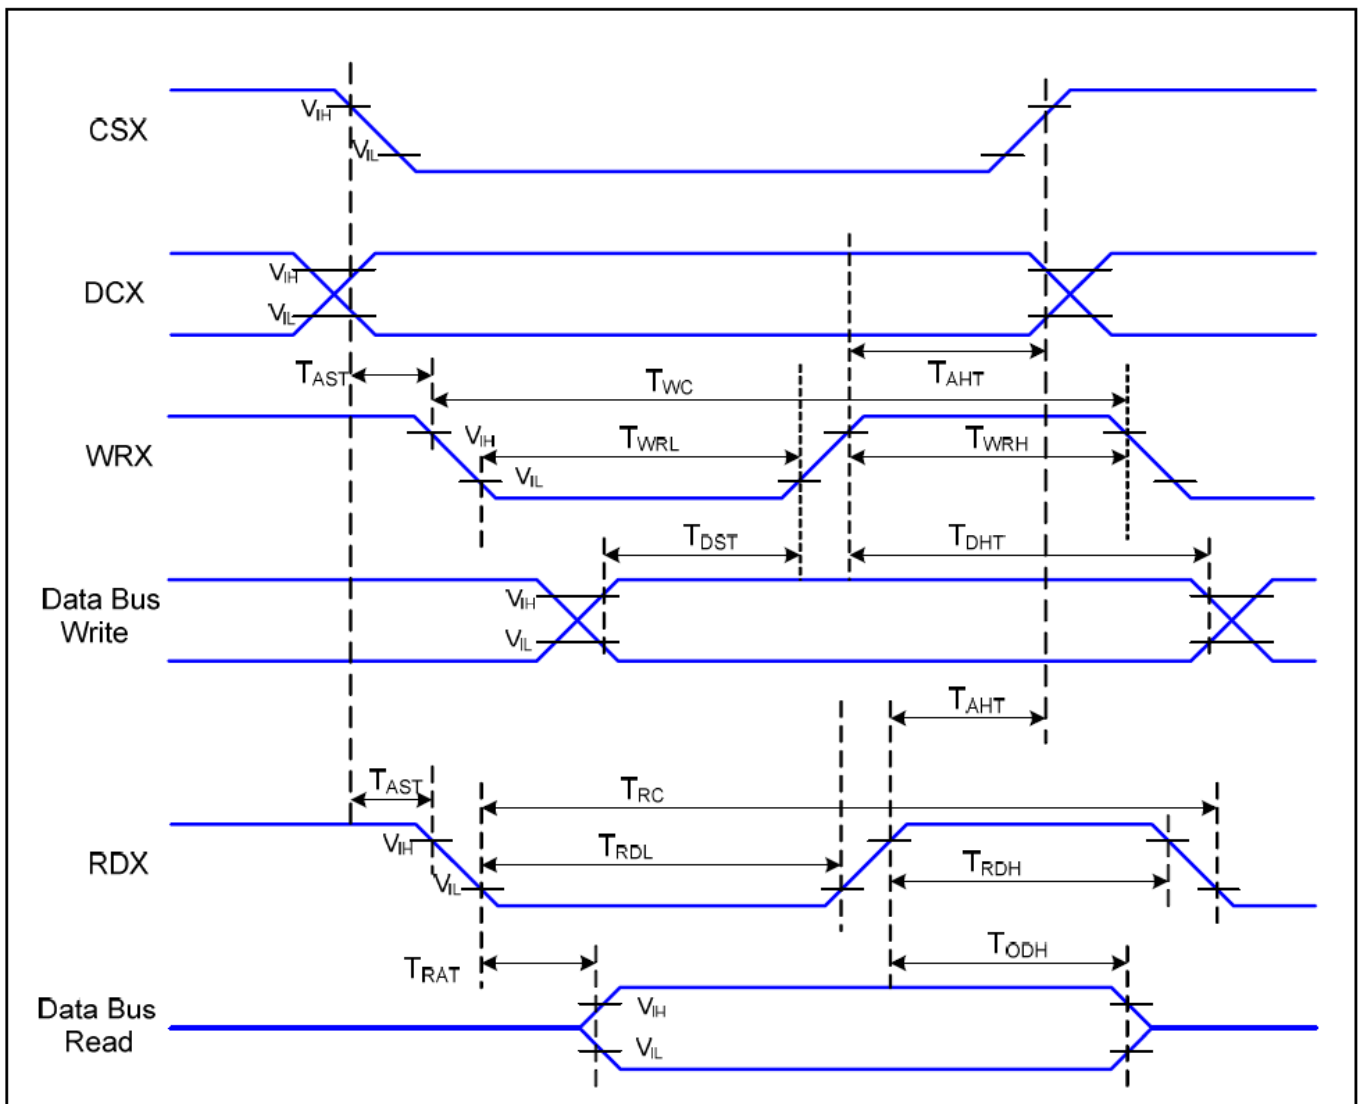 CSX
VIH
VIL
DCX
VIH
VIL
TAST
TWC
TAHT
WRX
VIH
TWRL
TWRH
VIL
TDST
TDHT
Data Bus
Write
VIH
VIL
TAHT
TAST
TRC
RDX
VIH
TRDL
TRDH
VIL
TRAT
TODH
Data Bus
Read
VIH
VIL